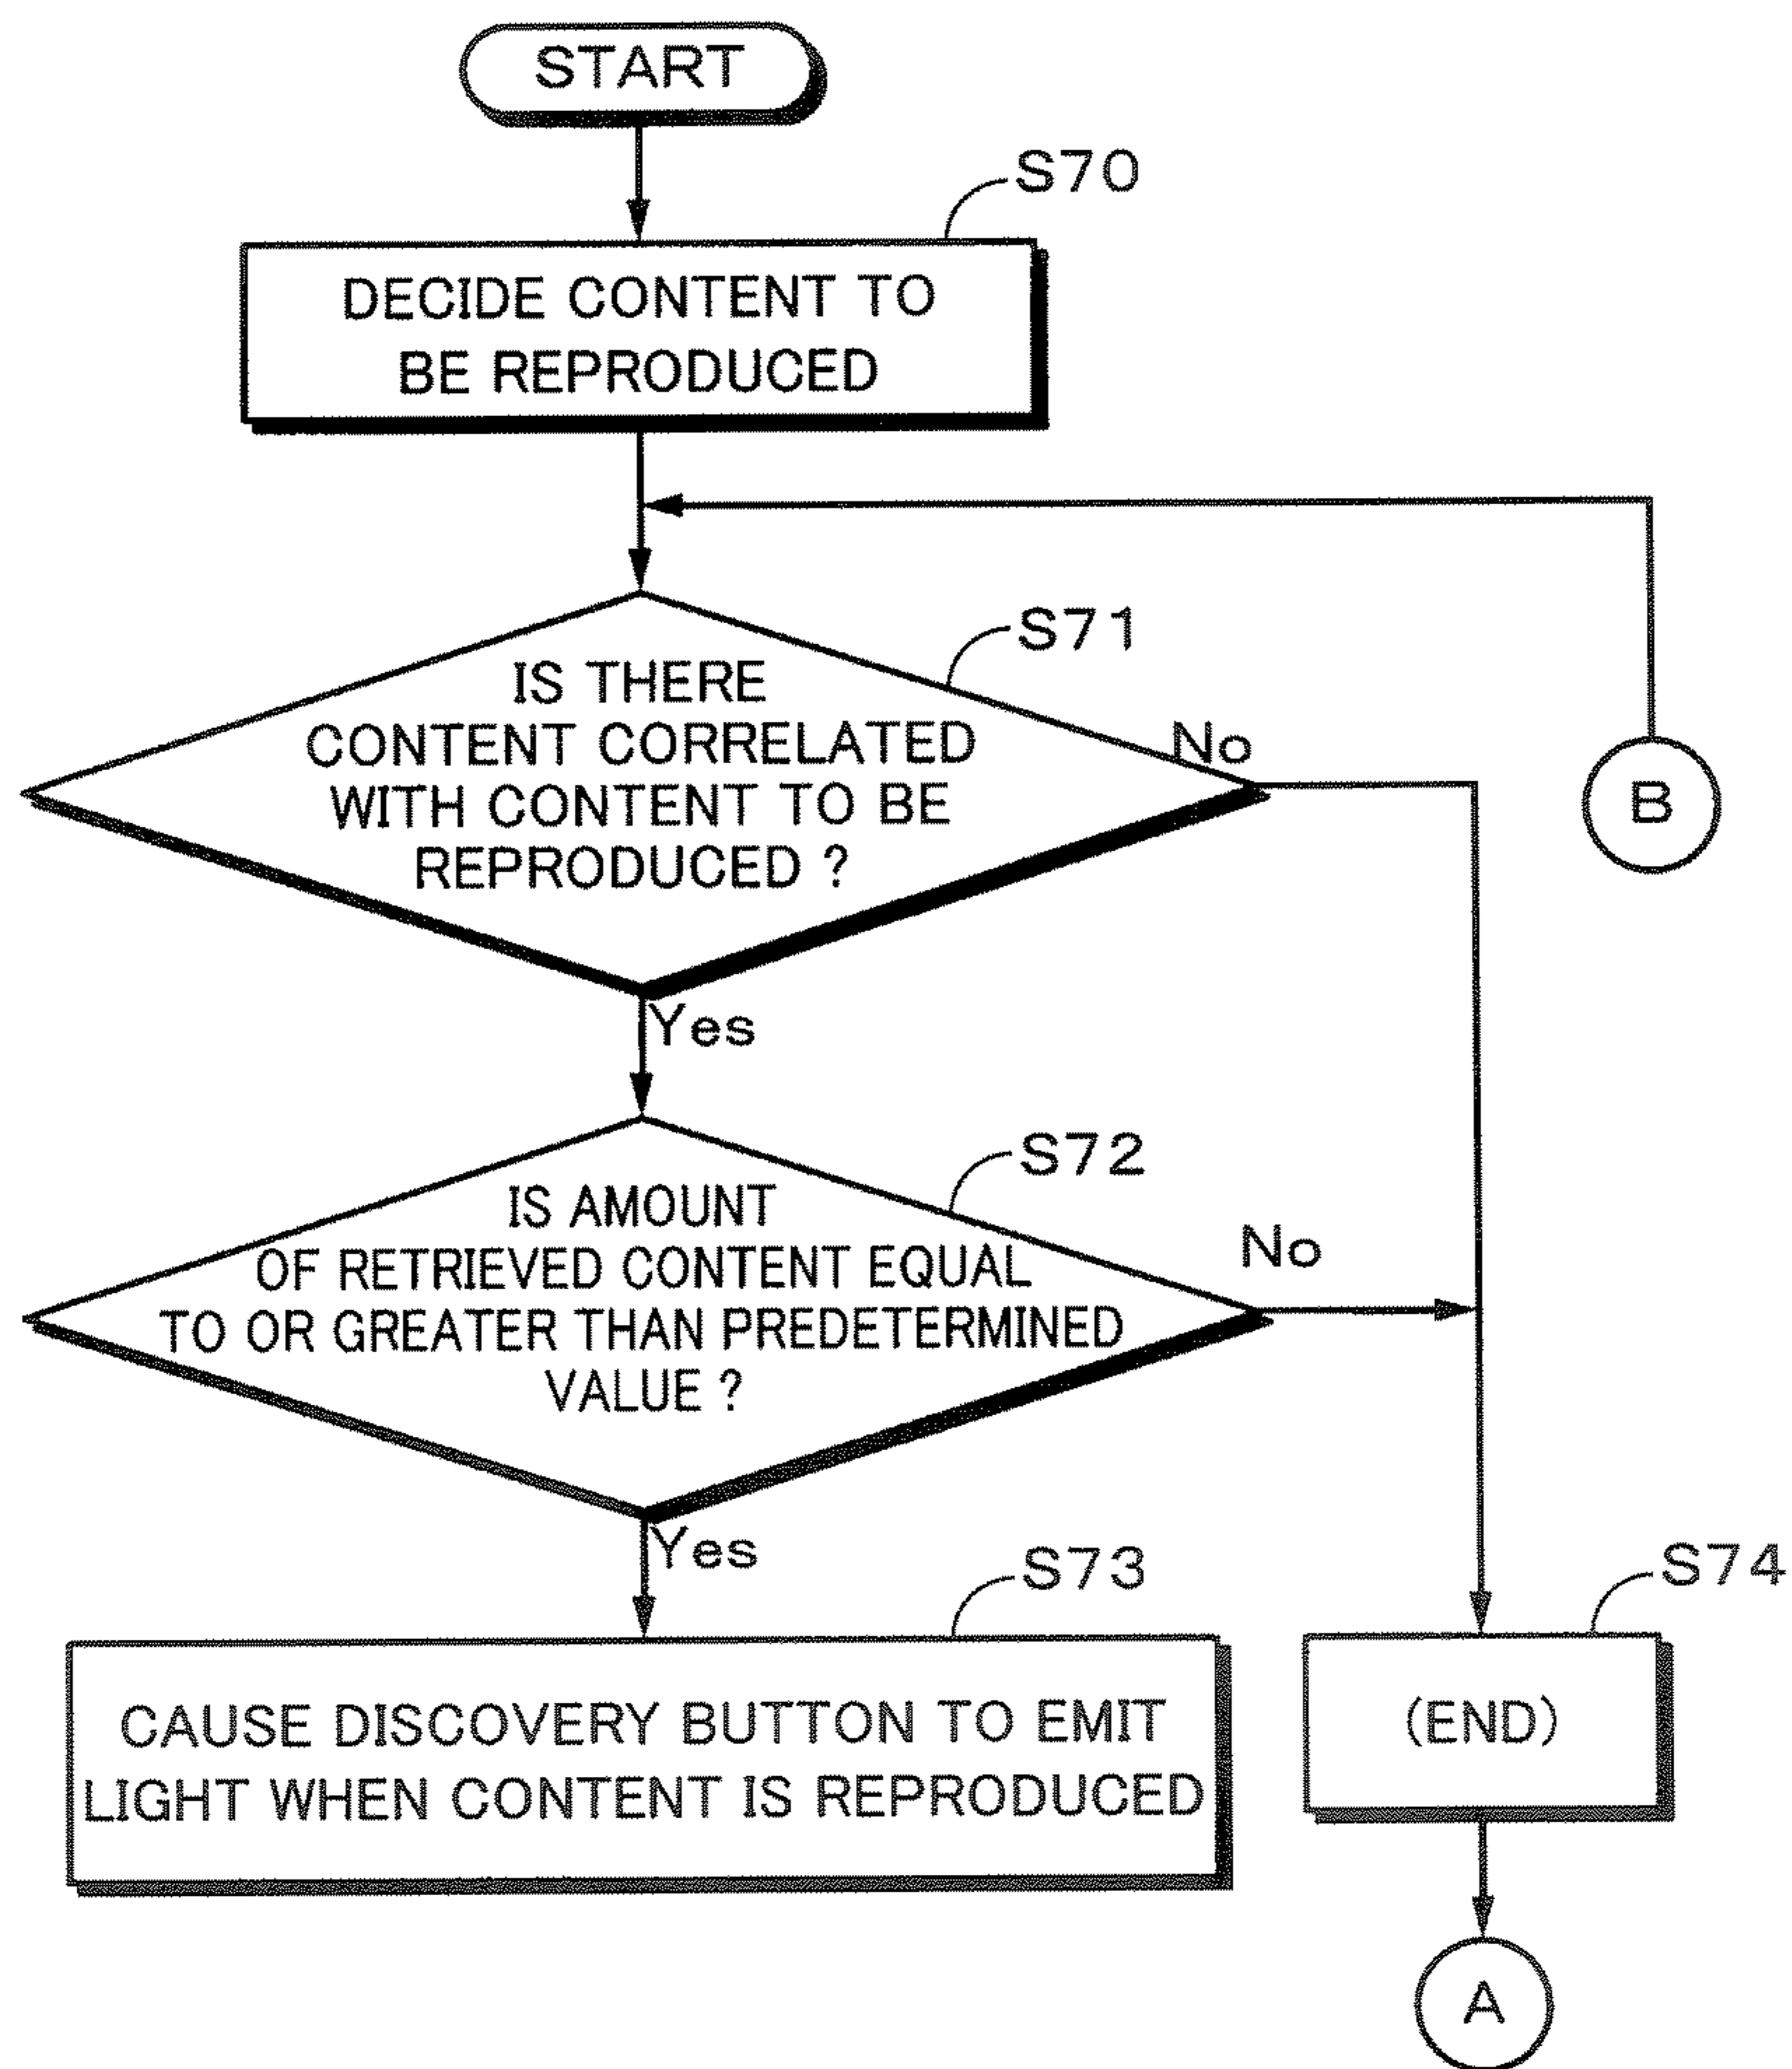 START
S70
DECIDE CONTENT TO
BE REPRODUCED
S71
IS THERE
CONTENT CORRELATED
WITH CONTENT TO BE
REPRODUCED ?
No
B
Yes
S72
IS AMOUNT
OF RETRIEVED CONTENT EQUAL
TO OR GREATER THAN PREDETERMINED
VALUE ?
No
Yes
S73
CAUSE DISCOVERY BUTTON TO EMIT
LIGHT WHEN CONTENT IS REPRODUCED
S74
(END)
A